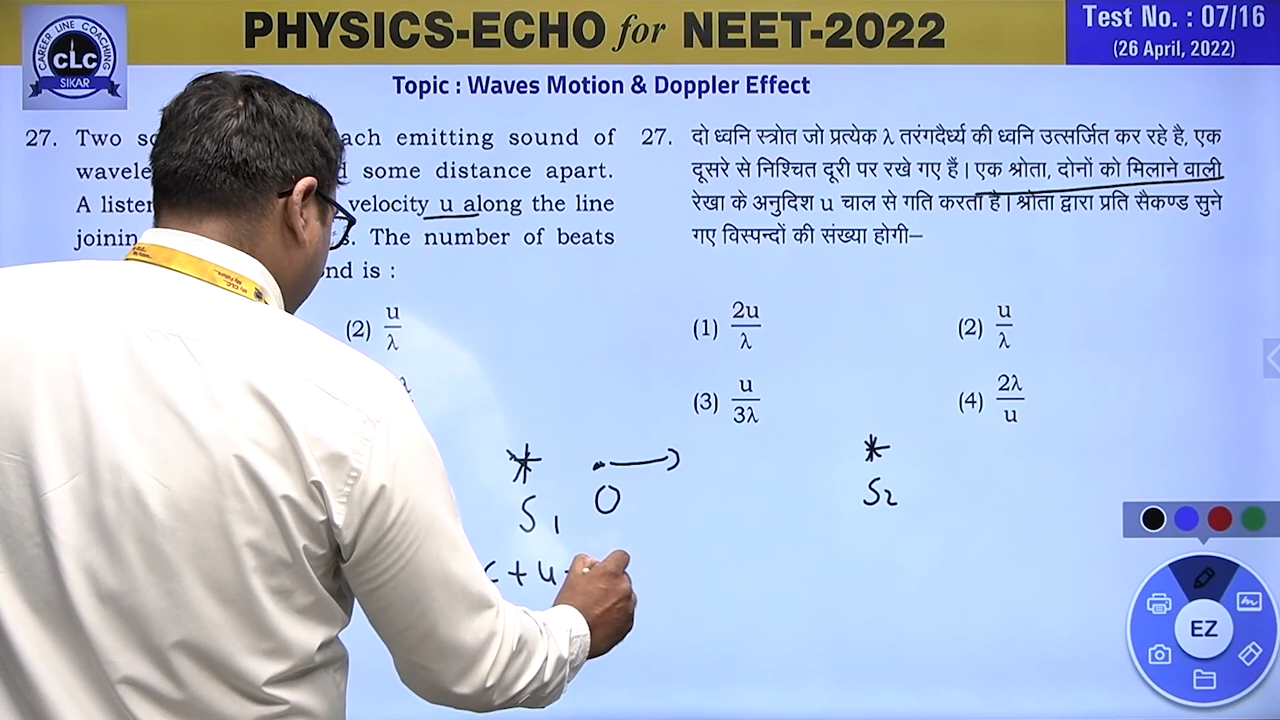 PHYSICS-ECHO for NEET-2022
Test No. : 07/16
(26 April, 2022)
CAREER LINE COACHING
CLC
SIKAR
Topic : Waves Motion & Doppler Effect
27. Two ach emitting sound of
some distance apart.
A velocity u along the line
The number of beats
is :
(2) u/λ
27. दो ध्वनि स्त्रोत जो प्रत्येक λ तरंगदैर्ध्य की ध्वनि उत्सर्जित कर रहे है, एक
दूसरे से निश्चित दूरी पर रखे गए हैं। एक श्रोता, दोनों को मिलाने वाली
रेखा के अनुदिश u चाल से गति करता है। श्रोता द्वारा प्रति सैकण्ड सुने
गए विस्पन्दों की संख्या होगी–
(1) 2u/λ (2) u/λ
(3) u/3λ (4) 2λ/u
S1 O S2
+ u
EZ